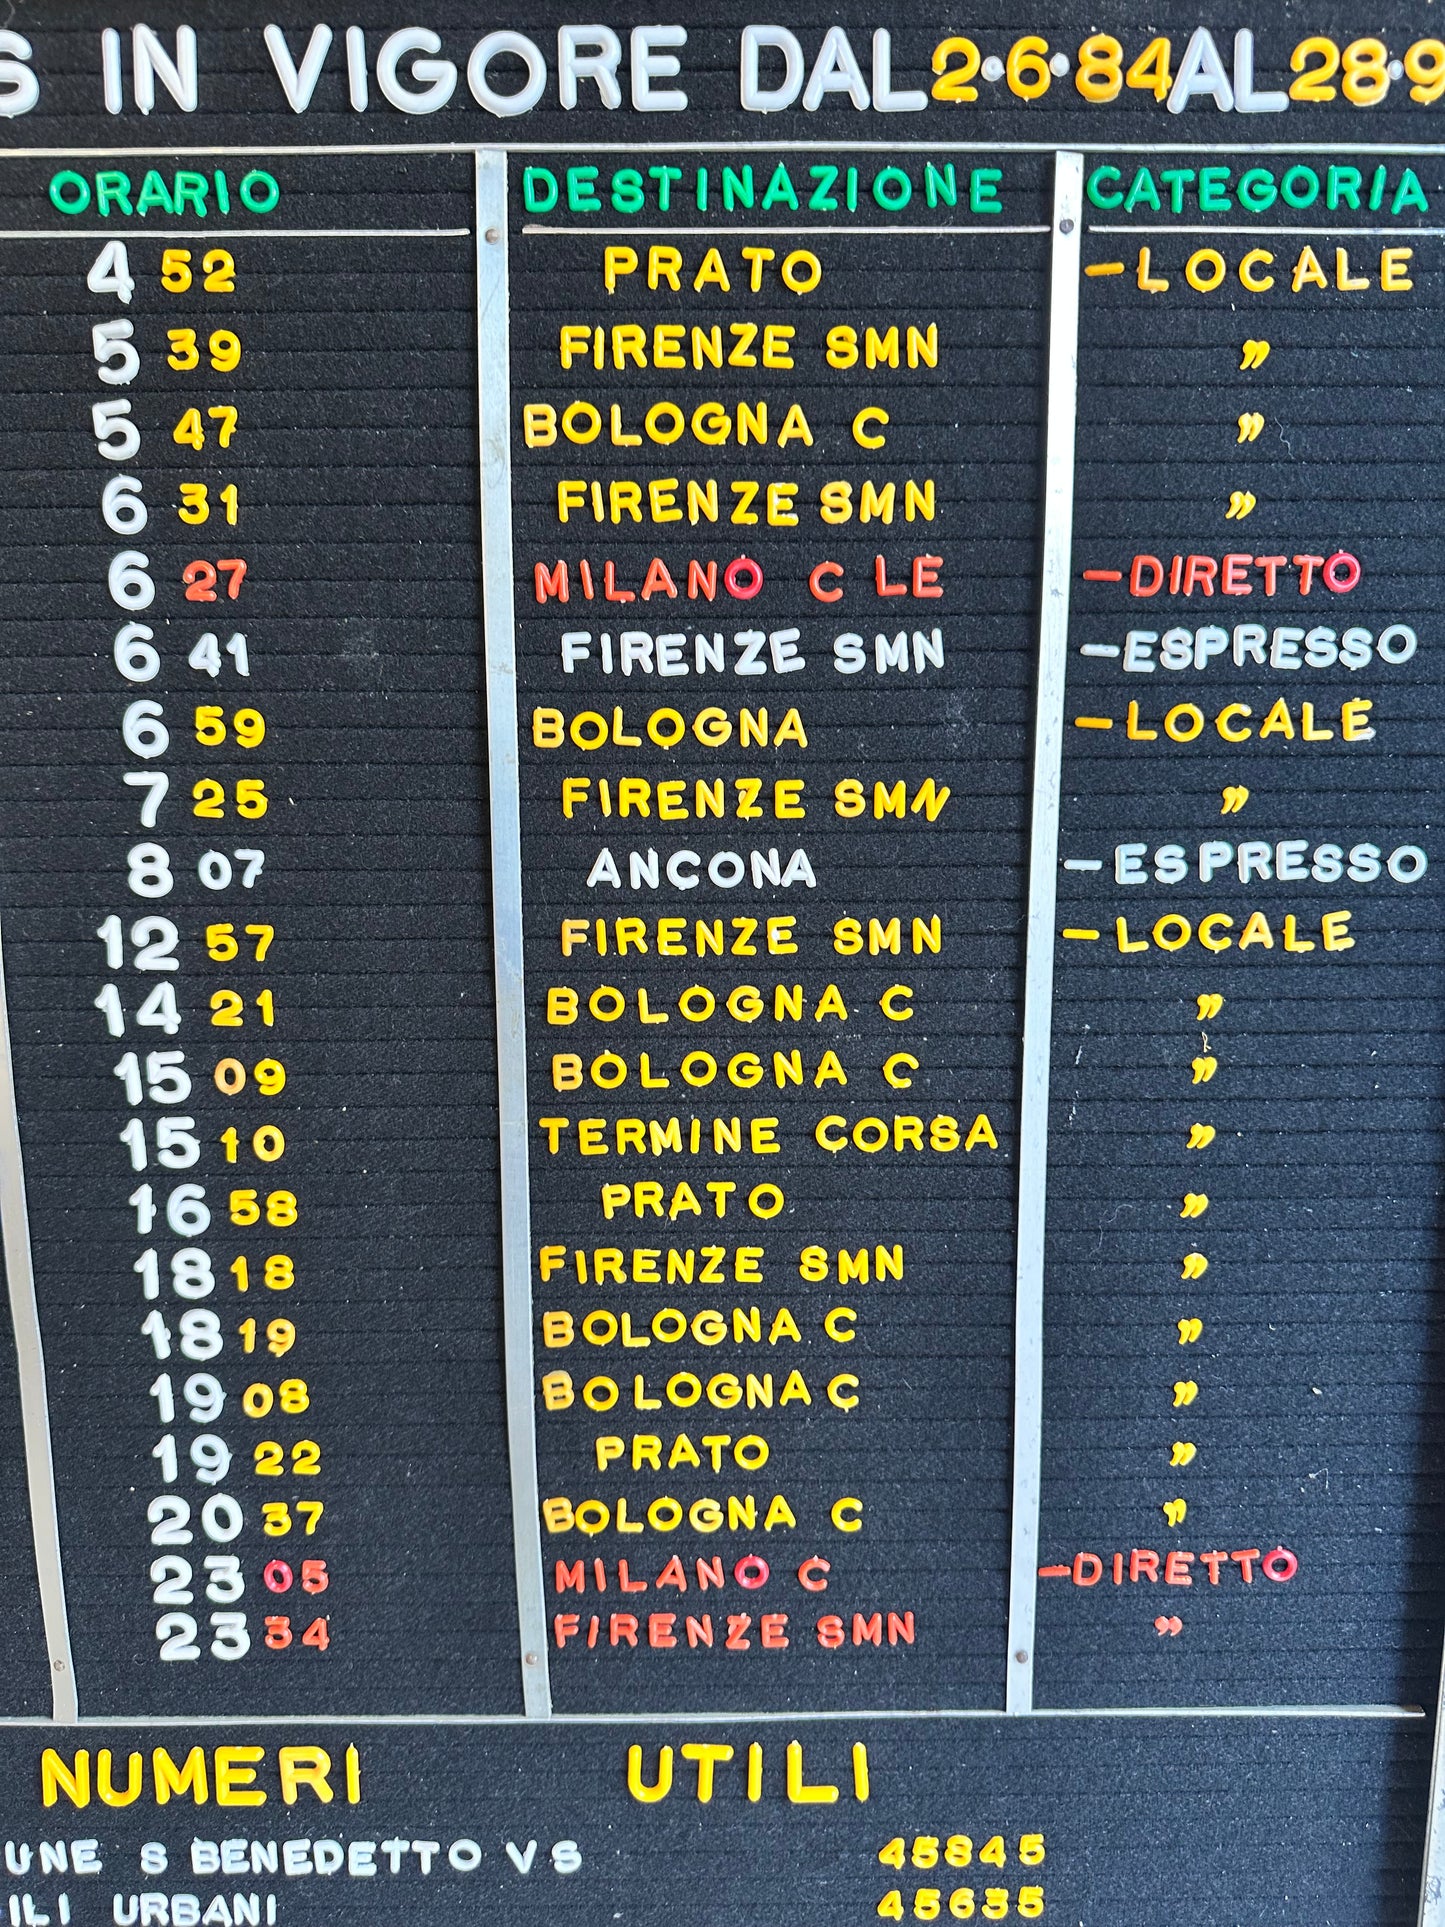 S IN VIGORE DAL 2·6·84 AL 28·9
ORARIO DESTINAZIONE CATEGORIA
4 52 PRATO -LOCALE
5 39 FIRENZE SMN "
5 47 BOLOGNA C "
6 31 FIRENZE SMN "
6 27 MILANO C LE -DIRETTO
6 41 FIRENZE SMN -ESPRESSO
6 59 BOLOGNA -LOCALE
7 25 FIRENZE SMN "
8 07 ANCONA -ESPRESSO
12 57 FIRENZE SMN -LOCALE
14 21 BOLOGNA C "
15 09 BOLOGNA C "
15 10 TERMINE CORSA "
16 58 PRATO "
18 18 FIRENZE SMN "
18 19 BOLOGNA C "
19 08 BOLOGNA C "
19 22 PRATO "
20 37 BOLOGNA C "
23 05 MILANO C -DIRETTO
23 34 FIRENZE SMN "
NUMERI UTILI
UNE S BENEDETTO V S 45845
ILI URBANI 45635